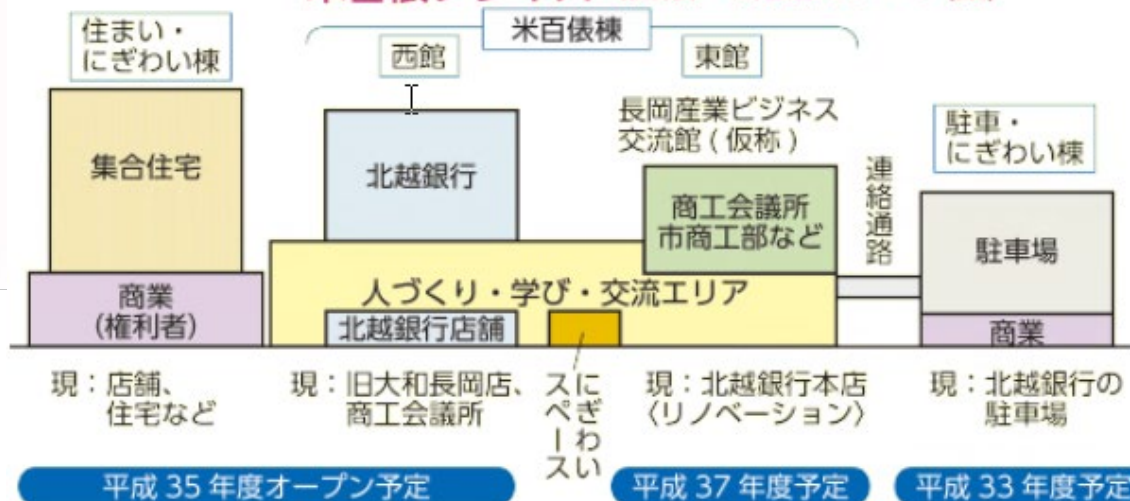 米百俵棟
住まい・
にぎわい棟
西館
東館
長岡産業ビジネス
交流館(仮称)
駐車・
にぎわい棟
集合住宅
北越銀行
商工会議所
市商工部など
連絡通路
駐車場
商業
(権利者)
人づくり・学び・交流エリア
北越銀行店舗
商業
現:店舗、
住宅など
現:旧大和長岡店、
商工会議所
にぎわい
スペース
現:北越銀行本店
〈リノベーション〉
現:北越銀行の
駐車場
平成 35 年度オープン予定
平成 37 年度予定
平成 33 年度予定